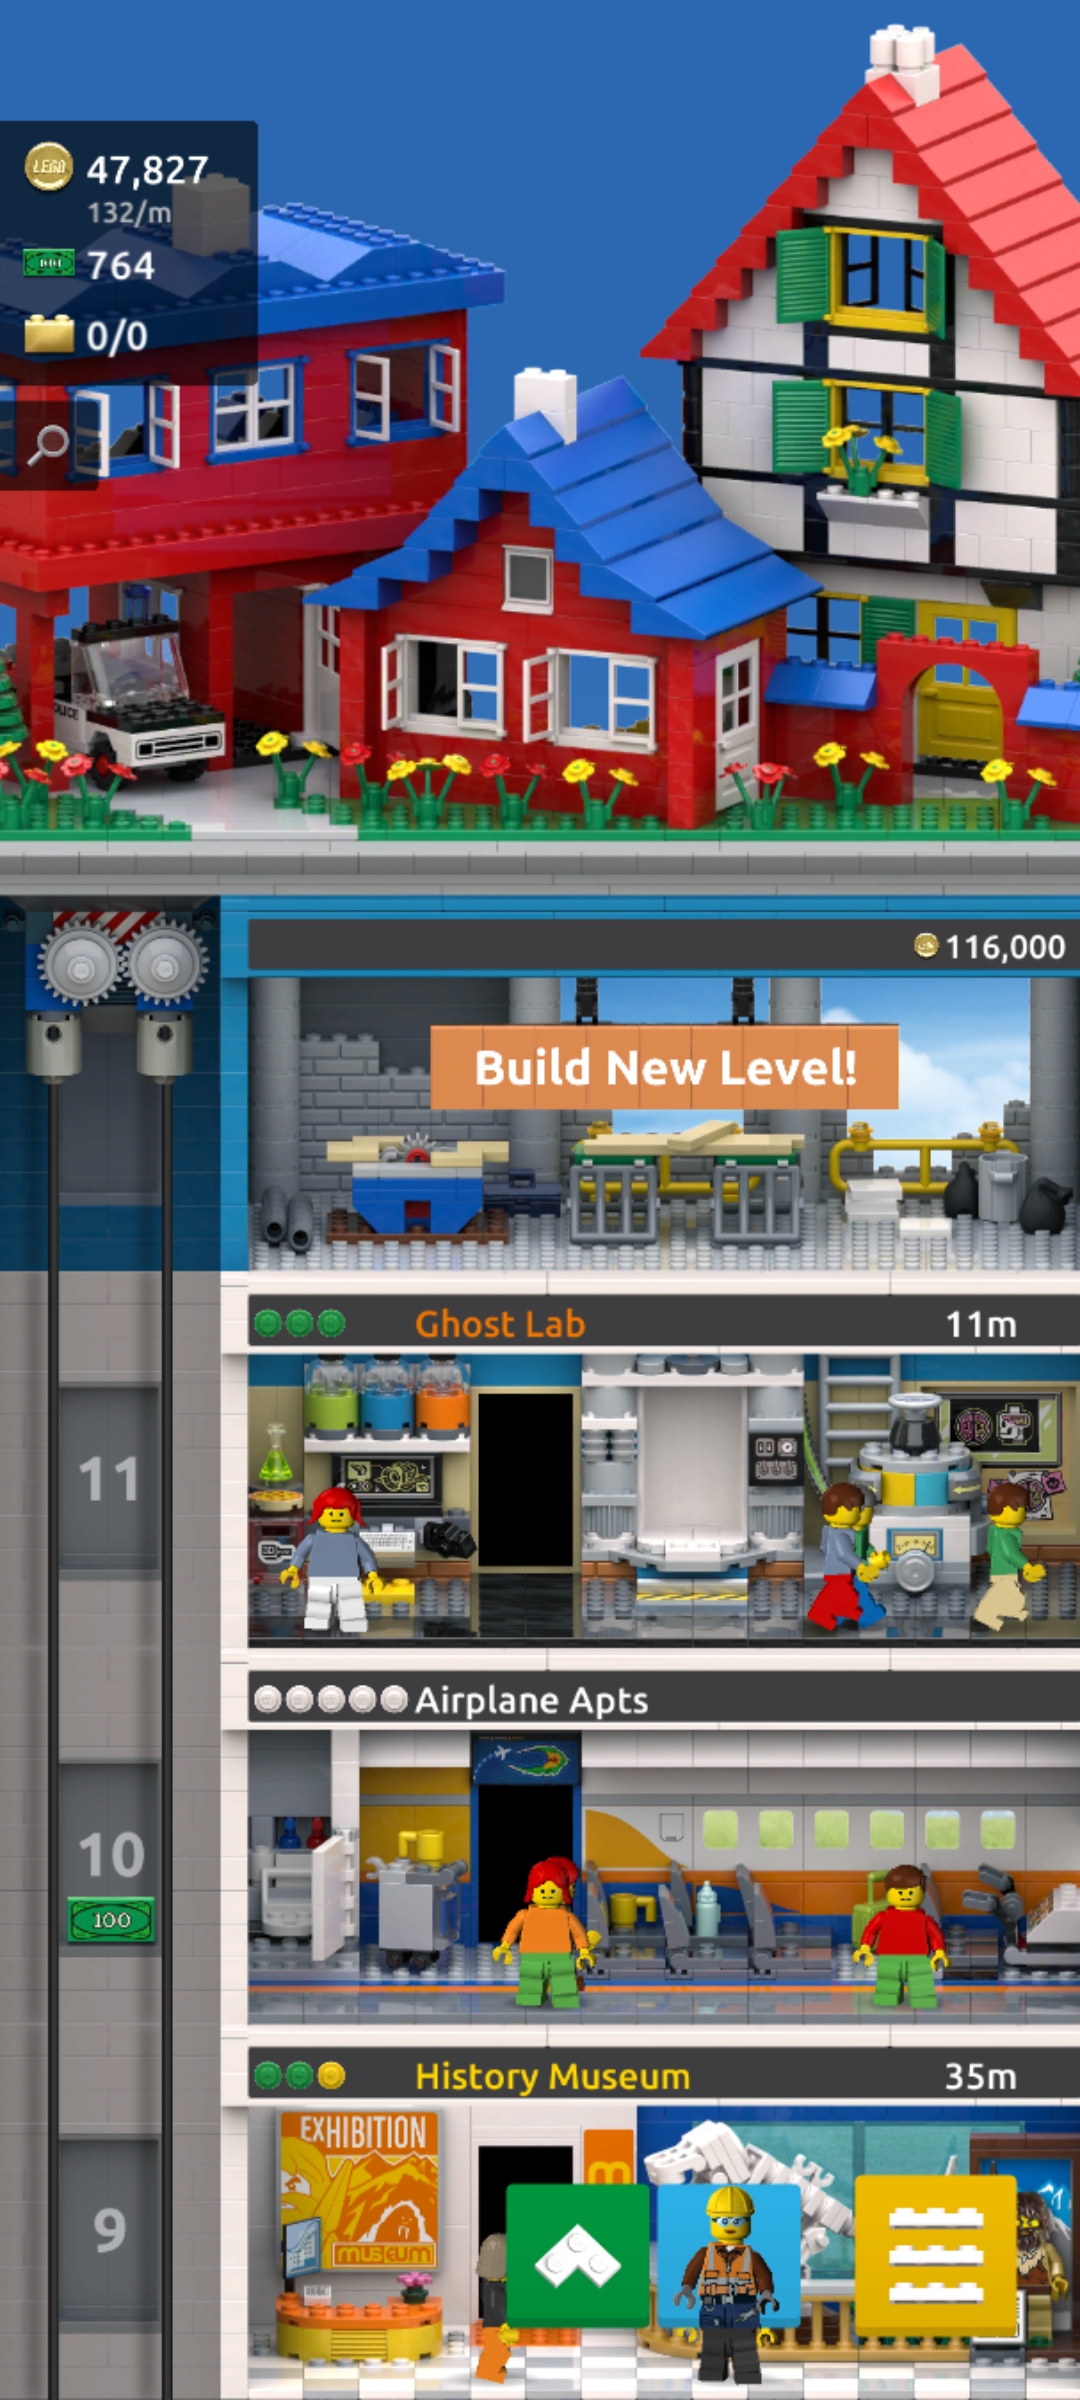 LEGO
47,827
132/m
764
0/0
POLICE
116,000
Build New Level!
Ghost Lab
11m
11
Airplane Apts
10
100
History Museum
35m
EXHIBITION
museum
m
9